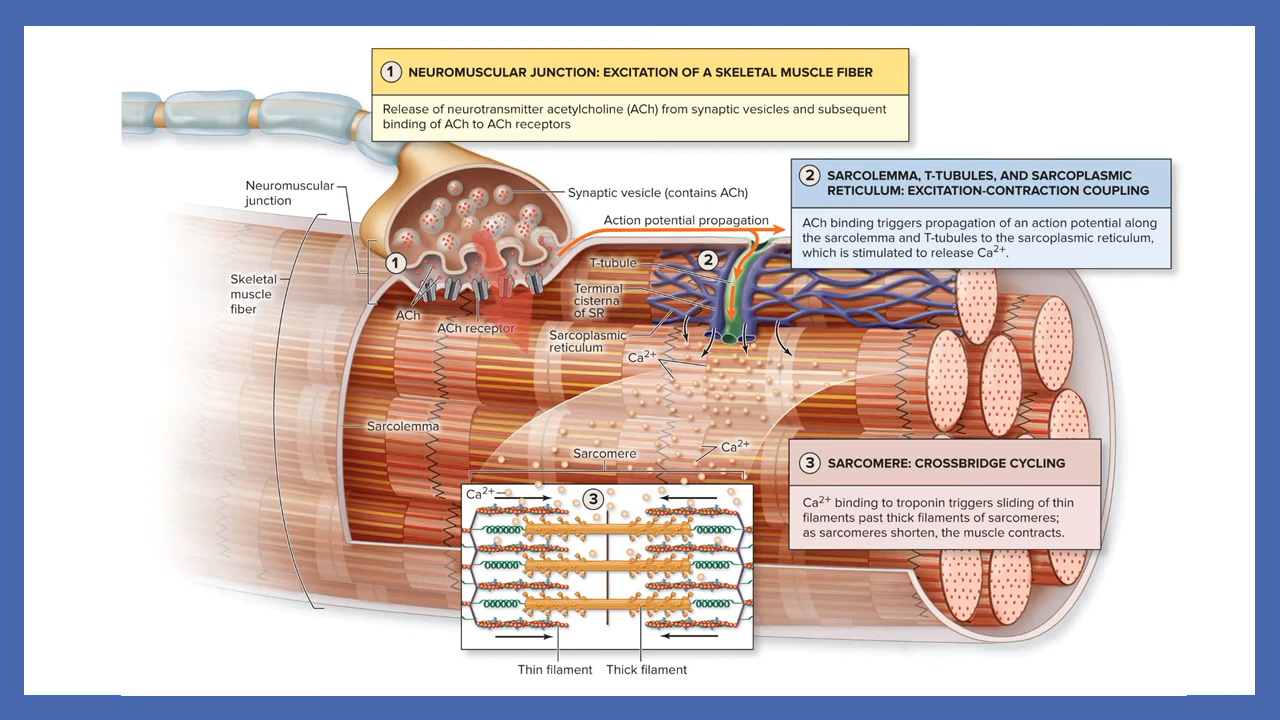 1 NEUROMUSCULAR JUNCTION: EXCITATION OF A SKELETAL MUSCLE FIBER
Release of neurotransmitter acetylcholine (ACh) from synaptic vesicles and subsequent
binding of ACh to ACh receptors
2 SARCOLEMMA, T-TUBULES, AND SARCOPLASMIC
RETICULUM: EXCITATION-CONTRACTION COUPLING
ACh binding triggers propagation of an action potential along
the sarcolemma and T-tubules to the sarcoplasmic reticulum,
which is stimulated to release Ca²⁺.
Neuromuscular
junction
Synaptic vesicle (contains ACh)
Action potential propagation
1
2
T-tubule
Skeletal
muscle
fiber
Terminal
cisterna
of SR
ACh
ACh receptor
Sarcoplasmic
reticulum
Ca²⁺
Sarcolemma
Ca²⁺
Sarcomere
3 SARCOMERE: CROSSBRIDGE CYCLING
Ca²⁺ binding to troponin triggers sliding of thin
filaments past thick filaments of sarcomeres;
as sarcomeres shorten, the muscle contracts.
Ca²⁺
3
Thin filament
Thick filament